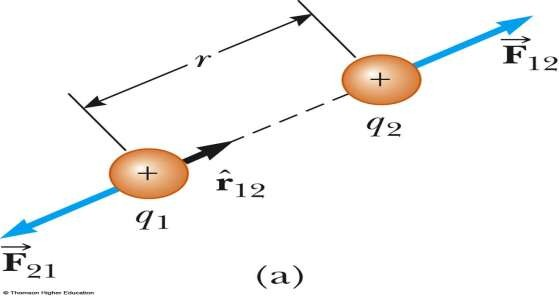 r
F⃗12
+
q2
+
r̂12
q1
F⃗21
(a)
© Thomson Higher Education